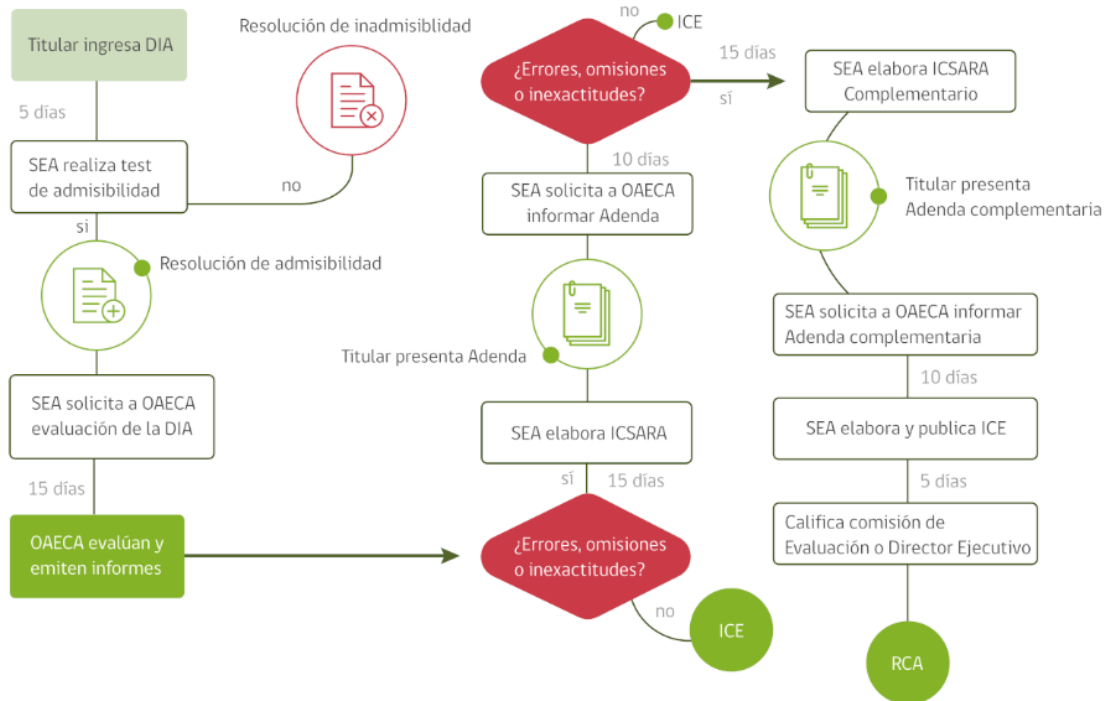 Titular ingresa DIA
5 días
SEA realiza test
de admisibilidad
no
Resolución de inadmisiblidad
si
Resolución de admisibilidad
SEA solicita a OAECA
evaluación de la DIA
15 días
OAECA evalúan y
emiten informes
¿Errores, omisiones
o inexactitudes?
no
ICE
sí
15 días
SEA elabora ICSARA
Titular presenta Adenda
SEA solicita a OAECA
informar Adenda
10 días
¿Errores, omisiones
o inexactitudes?
no
ICE
15 días
sí
SEA elabora ICSARA
Complementario
Titular presenta
Adenda complementaria
SEA solicita a OAECA informar
Adenda complementaria
10 días
SEA elabora y publica ICE
5 días
Califica comisión de
Evaluación o Director Ejecutivo
RCA